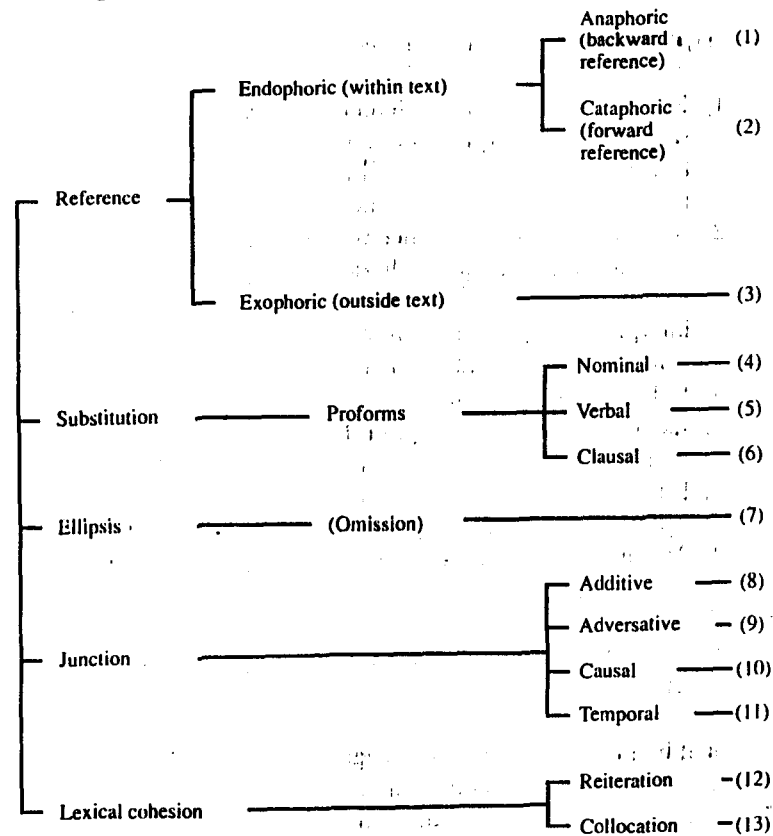 Anaphoric
(backward (1)
reference)
Endophoric (within text)
Cataphoric
(forward (2)
reference)
Reference
Exophoric (outside text) (3)
Nominal (4)
Substitution Proforms Verbal (5)
Clausal (6)
Ellipsis (Omission) (7)
Additive (8)
Adversative (9)
Junction
Causal (10)
Temporal (11)
Reiteration (12)
Lexical cohesion
Collocation (13)